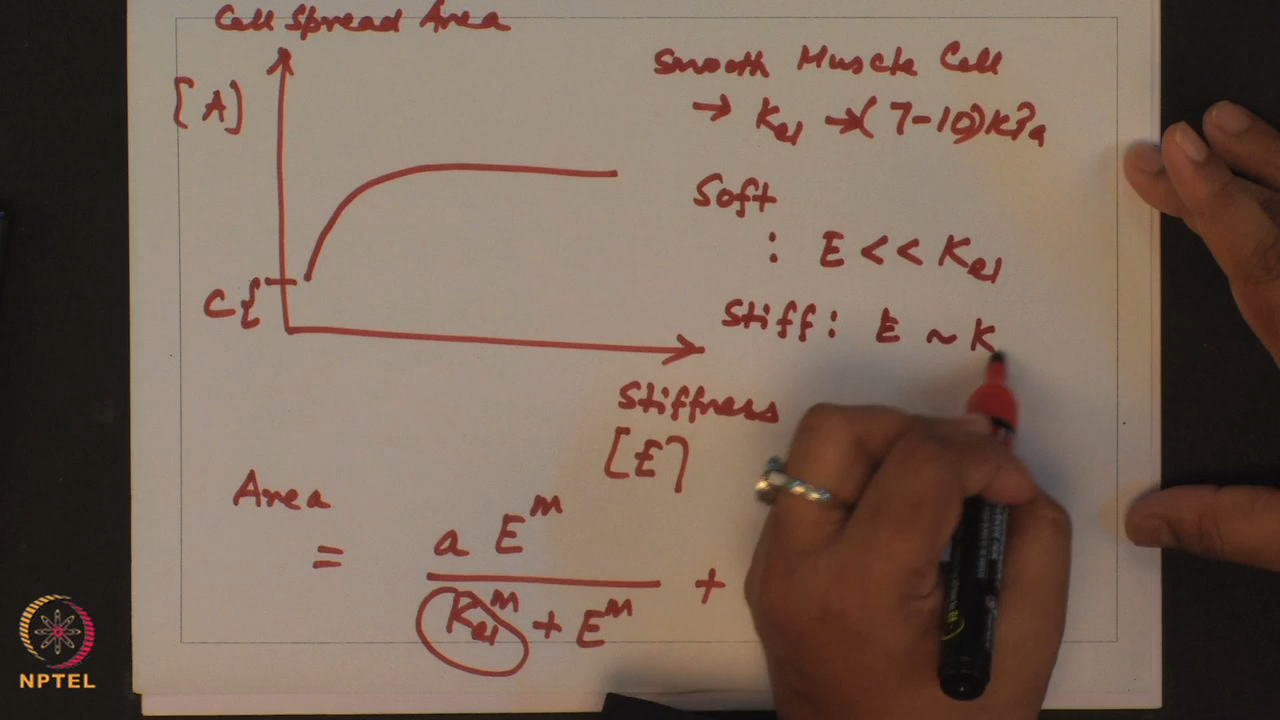 Cell Spread Area
[A]
Smooth Muscle Cell
→ Kel → (7-10) kPa
Soft
: E << Kel
C{
Stiff: E ~ K
Stiffness
[E]
Area
= a E^m
Kel^m + E^m +
NPTEL